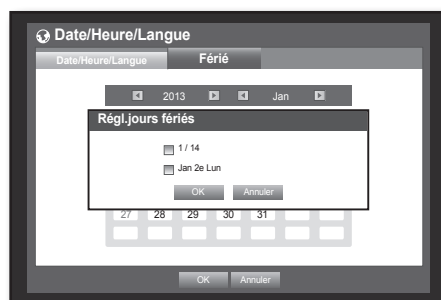 Date/Heure/Langue
Date/Heure/Langue Férié
2013 Jan
Régl.jours fériés
1 / 14
Jan 2e Lun
OK Annuler
27 28 29 30 31
OK Annuler